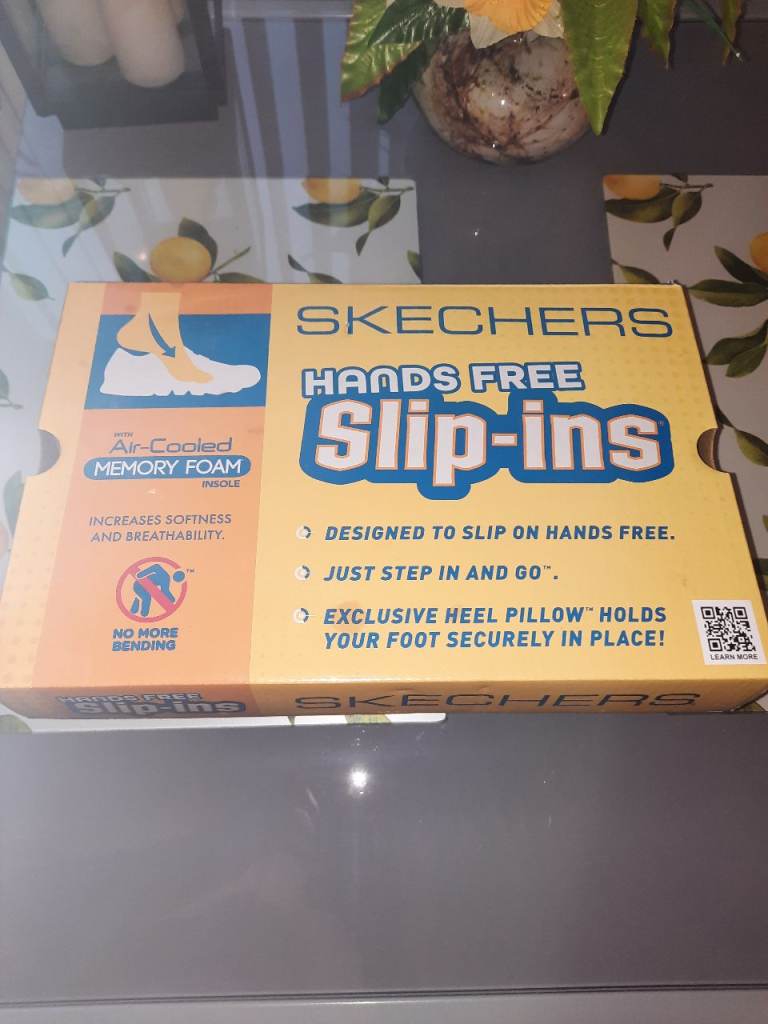 SKECHERS
HANDS FREE
Slip-ins®
WITH
Air-Cooled
MEMORY FOAM
INSOLE
INCREASES SOFTNESS
AND BREATHABILITY.
™
NO MORE
BENDING
DESIGNED TO SLIP ON HANDS FREE.
JUST STEP IN AND GO™.
EXCLUSIVE HEEL PILLOW™ HOLDS
YOUR FOOT SECURELY IN PLACE!
LEARN MORE
HANDS FREE
Slip-ins
SKECHERS